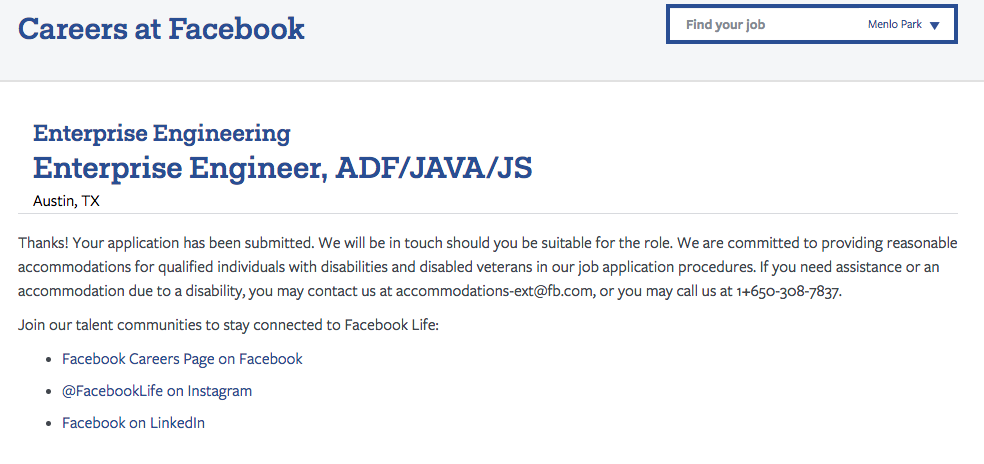 Careers at Facebook
Find your job
Menlo Park
Enterprise Engineering
Enterprise Engineer, ADF/JAVA/JS
Austin, TX
Thanks! Your application has been submitted. We will be in touch should you be suitable for the role. We are committed to providing reasonable
accommodations for qualified individuals with disabilities and disabled veterans in our job application procedures. If you need assistance or an
accommodation due to a disability, you may contact us at accommodations-ext@fb.com, or you may call us at 1+650-308-7837.
Join our talent communities to stay connected to Facebook Life:
• Facebook Careers Page on Facebook
• @FacebookLife on Instagram
• Facebook on LinkedIn